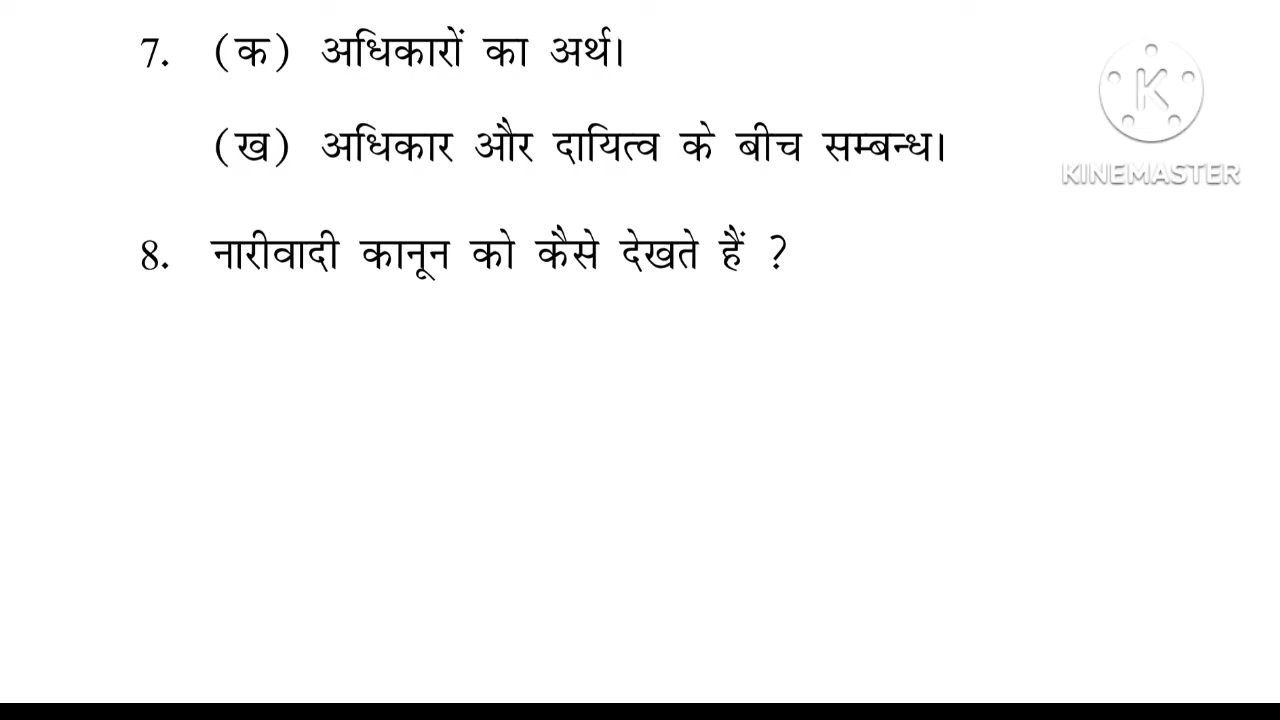 7. (क) अधिकारों का अर्थ।
(ख) अधिकार और दायित्व के बीच सम्बन्ध।
8. नारीवादी कानून को कैसे देखते हैं ?
K
KINEMASTER